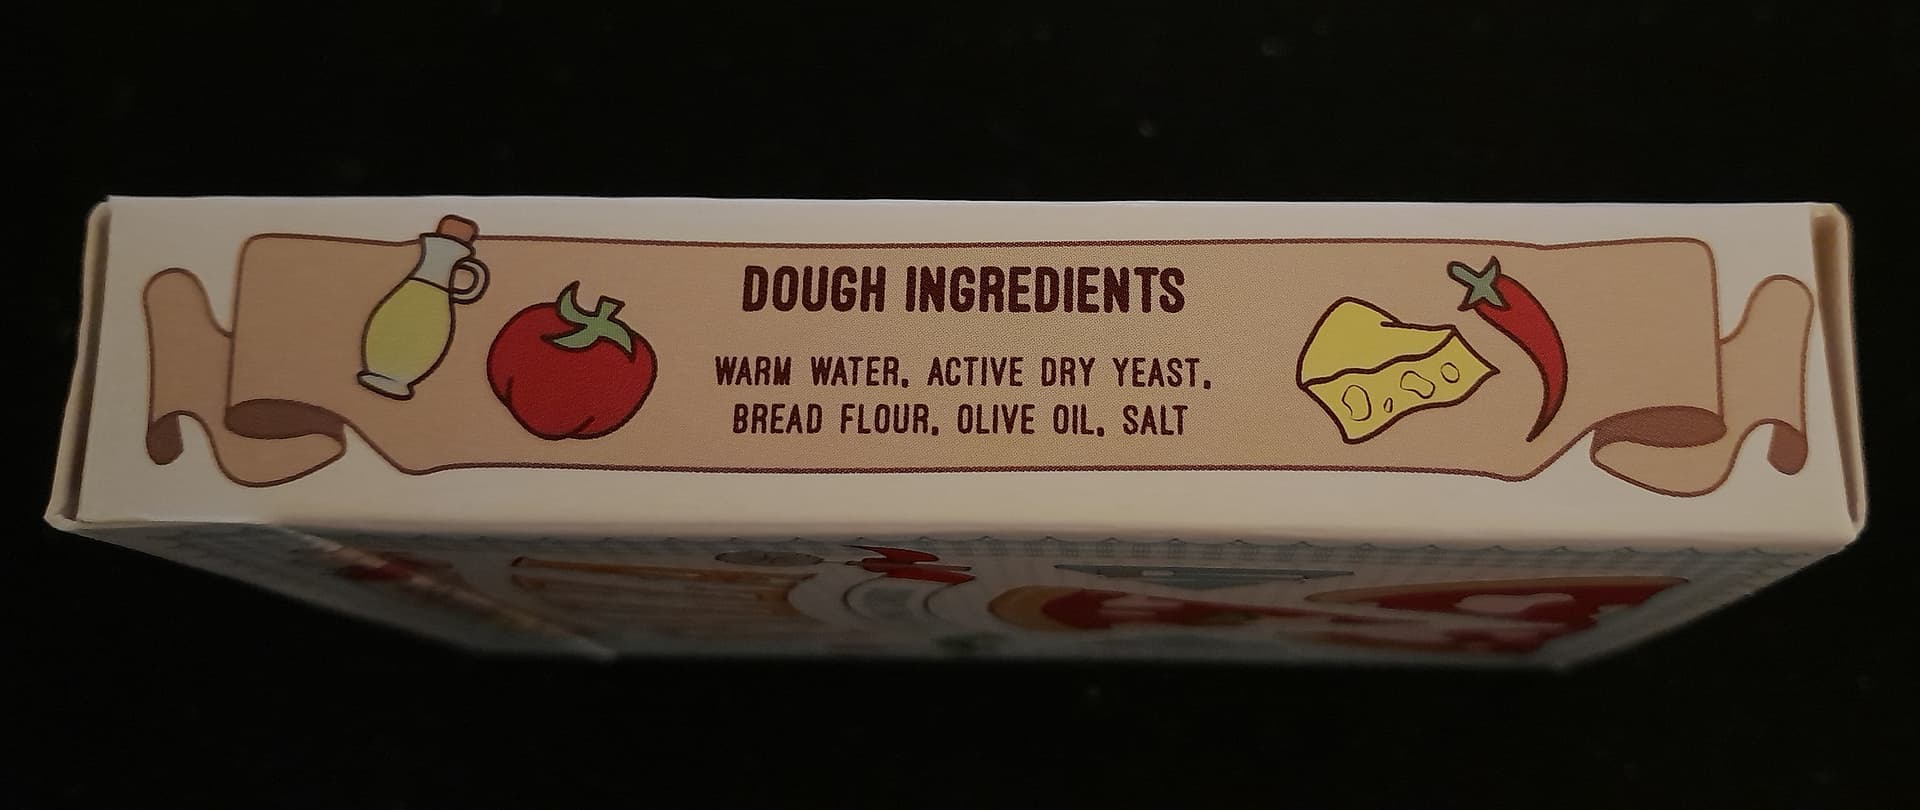 DOUGH INGREDIENTS
WARM WATER, ACTIVE DRY YEAST,
BREAD FLOUR, OLIVE OIL, SALT